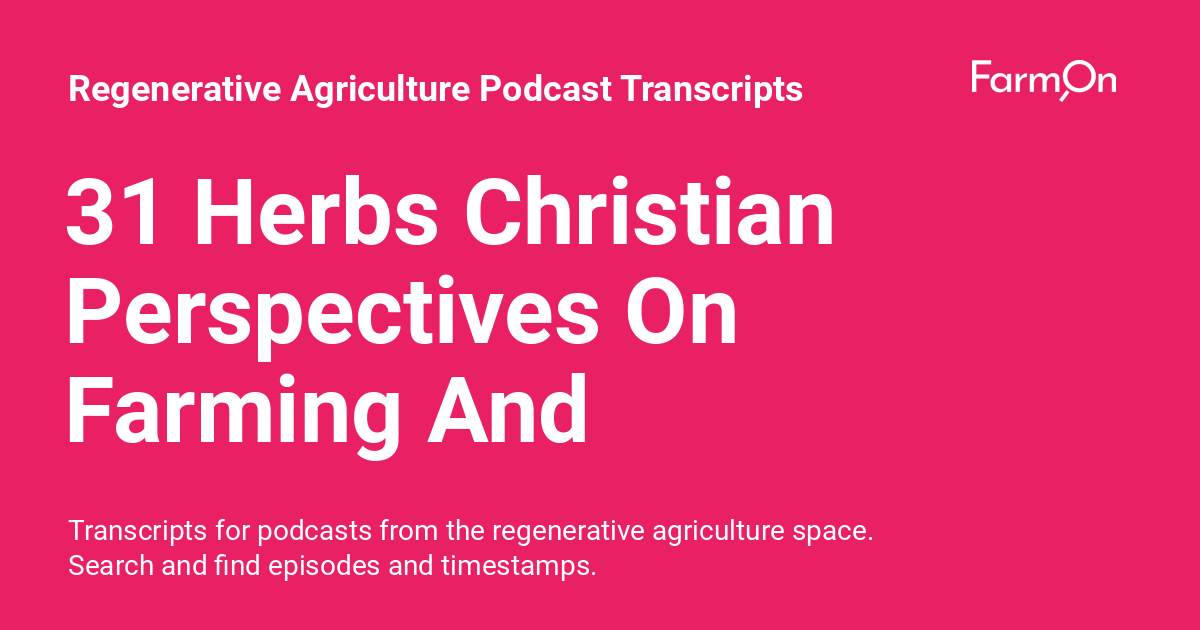 Regenerative Agriculture Podcast Transcripts
FarmOn
31 Herbs Christian
Perspectives On
Farming And
Transcripts for podcasts from the regenerative agriculture space.
Search and find episodes and timestamps.